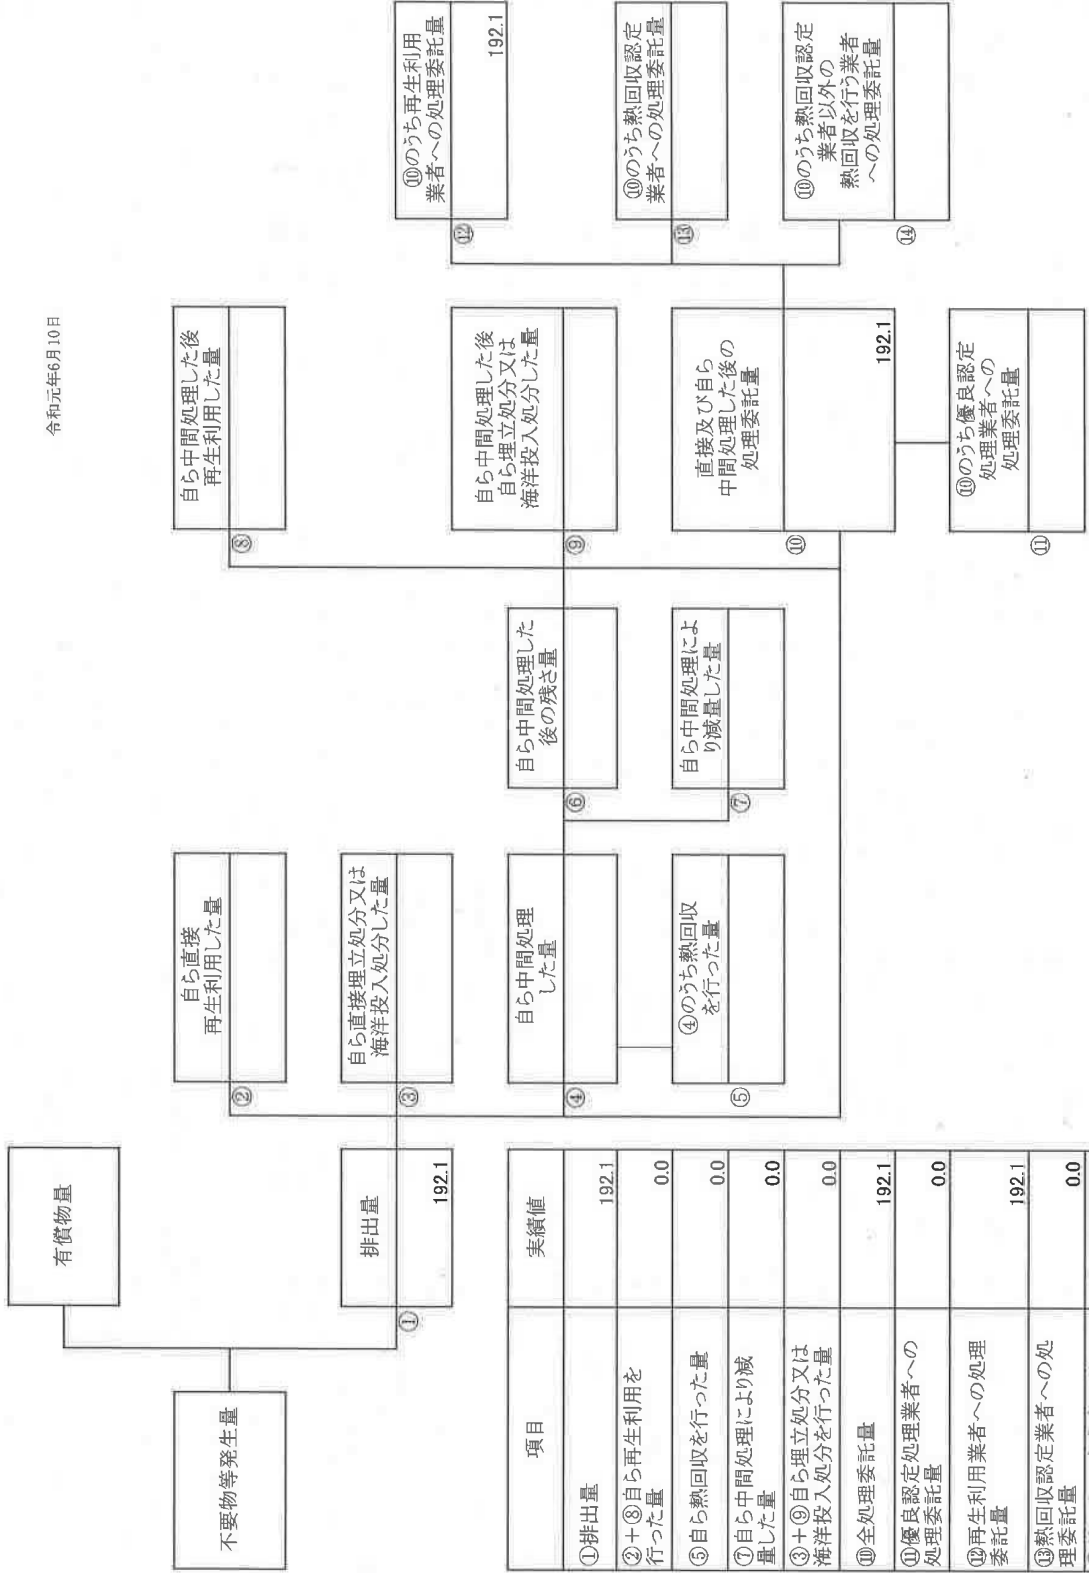 令和元年6月10日
有償物量
不要物等発生量
排出量
①
192.1
自ら直接
再生利用した量
②
自ら直接埋立処分又は
海洋投入処分した量
③
自ら中間処理
した量
④
④のうち熱回収
を行った量
⑤
自ら中間処理した
後の残さ量
⑥
自ら中間処理によ
り減量した量
⑦
自ら中間処理した後
再生利用した量
⑧
自ら中間処理した後
自ら埋立処分又は
海洋投入処分した量
⑨
直接及び自ら
中間処理した後の
処理委託量
⑩
192.1
⑩のうち優良認定
処理業者への
処理委託量
⑪
⑩のうち再生利用
業者への処理委託量
⑫
192.1
⑩のうち熱回収認定
業者への処理委託量
⑬
⑩のうち熱回収認定
業者以外の
熱回収を行う業者
への処理委託量
⑭
項目 実績値
①排出量 192.1
②+⑧自ら再生利用を
行った量 0.0
⑤自ら熱回収を行った量 0.0
⑦自ら中間処理により減
量した量 0.0
③+⑨自ら埋立処分又は
海洋投入処分を行った量 0.0
⑩全処理委託量 192.1
⑪優良認定処理業者への
処理委託量 0.0
⑫再生利用業者への処理
委託量 192.1
⑬熱回収認定業者への処
理委託量 0.0